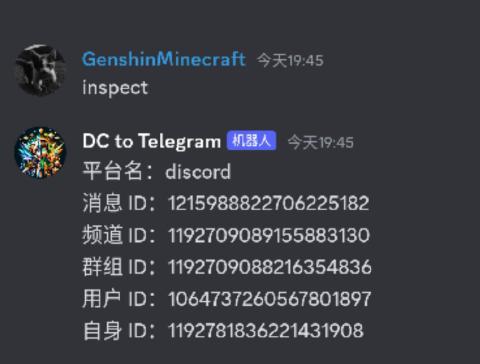 GenshinMinecraft 今天19:45
inspect
DC to Telegram 机器人 今天19:45
平台名：discord
消息 ID：1215988822706225182
频道 ID：1192709089155883130
群组 ID：1192709088216354836
用户 ID：1064737260567801897
自身 ID：1192781836221431908